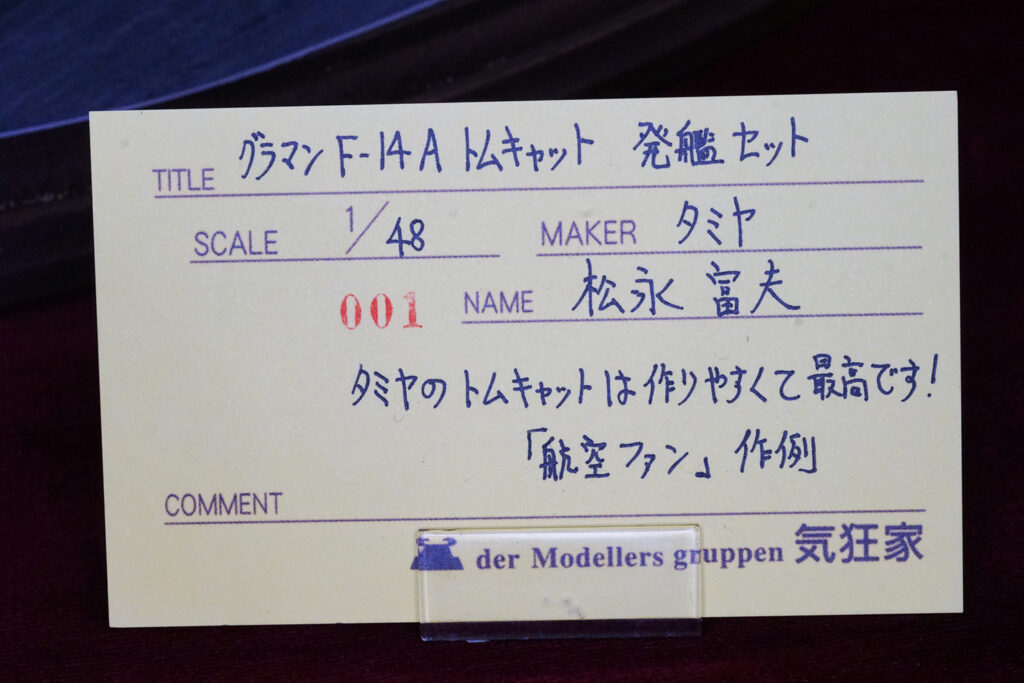 TITLE グラマン F-14A トムキャット 発艦セット
SCALE 1/48 MAKER タミヤ
001 NAME 松永 富夫
タミヤのトムキャットは作りやすくて最高です!
「航空ファン」作例
COMMENT
der Modellers gruppen 気狂家